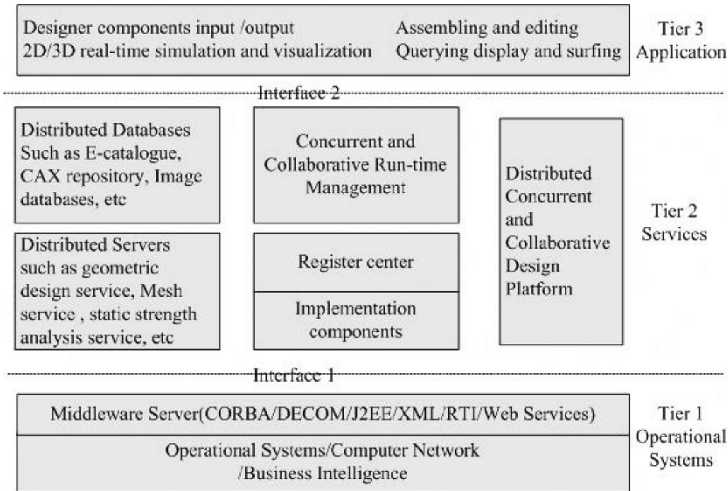 Designer components input /output
2D/3D real-time simulation and visualization
Assembling and editing
Querying display and surfing
Tier 3
Application
Interface 2
Distributed Databases
Such as E-catalogue,
CAX repository, Image
databases, etc
Concurrent and
Collaborative Run-time
Management
Distributed
Concurrent
and
Collaborative
Design
Platform
Tier 2
Services
Distributed Servers
such as geometric
design service, Mesh
service , static strength
analysis service, etc
Register center
Implementation
components
Interface 1
Middleware Server(CORBA/DECOM/J2EE/XML/RTI/Web Services)
Operational Systems/Computer Network
/Business Intelligence
Tier 1
Operational
Systems